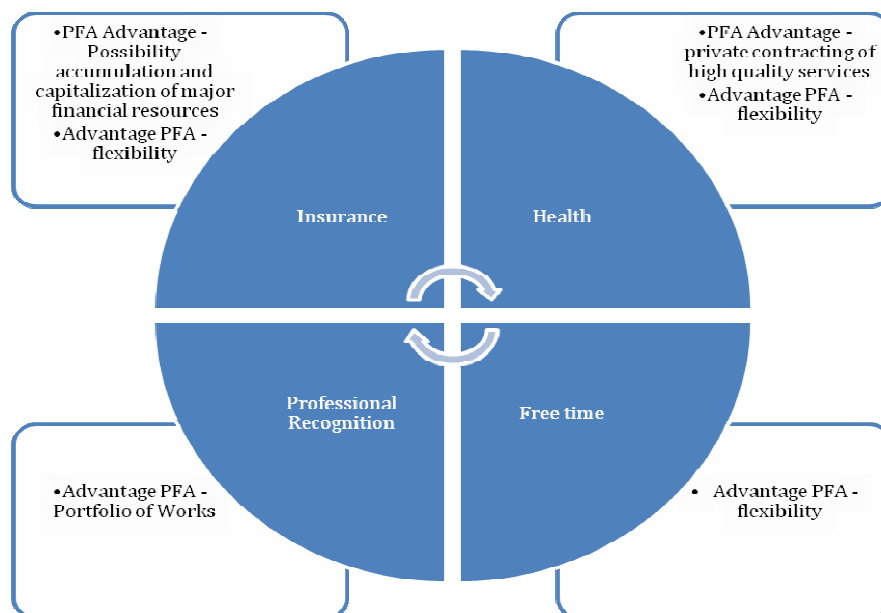 •PFA Advantage -
Possibility
accumulation and
capitalization of major
financial resources
•Advantage PFA -
flexibility
•PFA Advantage -
private contracting of
high quality services
•Advantage PFA -
flexibility
Insurance
Health
Professional
Recognition
Free time
•Advantage PFA -
Portfolio of Works
• Advantage PFA -
flexibility